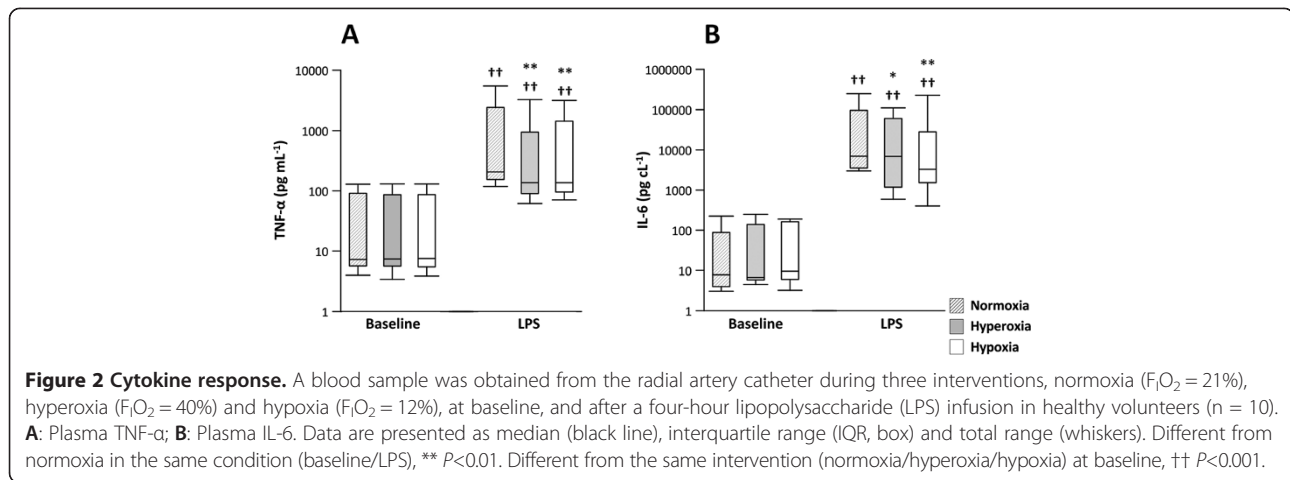 A
B
10000
1000
100
10
1
TNF-α (pg mL⁻¹)
†† ** **
†† ††
Baseline LPS
1000000
100000
10000
1000
100
10
1
IL-6 (pg cL⁻¹)
†† * **
†† ††
Baseline LPS
Normoxia
Hyperoxia
Hypoxia
Figure 2 Cytokine response. A blood sample was obtained from the radial artery catheter during three interventions, normoxia (FIO2 = 21%),
hyperoxia (FIO2 = 40%) and hypoxia (FIO2 = 12%), at baseline, and after a four-hour lipopolysaccharide (LPS) infusion in healthy volunteers (n = 10).
A: Plasma TNF-α; B: Plasma IL-6. Data are presented as median (black line), interquartile range (IQR, box) and total range (whiskers). Different from
normoxia in the same condition (baseline/LPS), ** P<0.01. Different from the same intervention (normoxia/hyperoxia/hypoxia) at baseline, †† P<0.001.